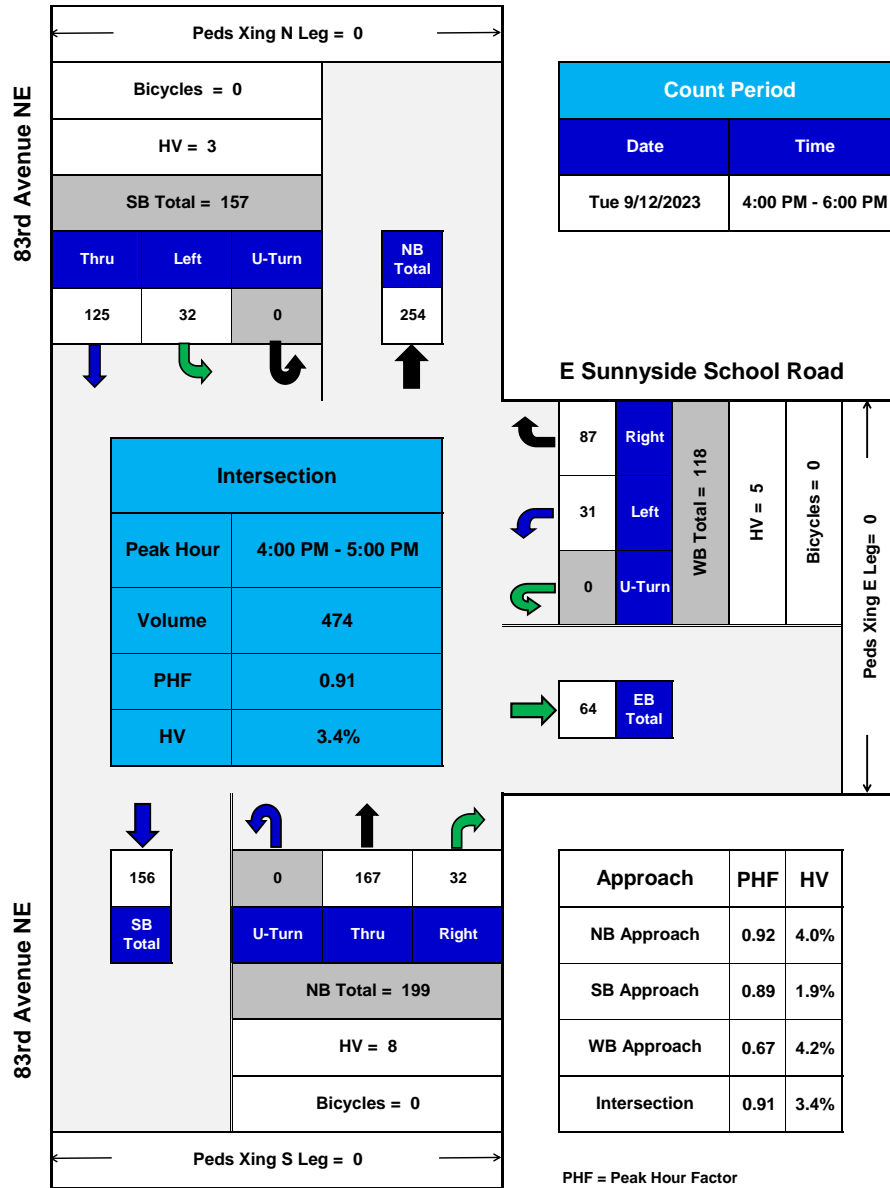 Peds Xing N Leg = 0
83rd Avenue NE
Bicycles = 0
HV = 3
SB Total = 157
Thru Left U-Turn
125 32 0
NB
Total
254
Count Period
Date Time
Tue 9/12/2023 4:00 PM - 6:00 PM
E Sunnyside School Road
87 Right
31 Left
0 U-Turn
WB Total = 118
HV = 5
Bicycles = 0
Peds Xing E Leg= 0
Intersection
Peak Hour 4:00 PM - 5:00 PM
Volume 474
PHF 0.91
HV 3.4%
64 EB
Total
83rd Avenue NE
156
SB
Total
0 167 32
U-Turn Thru Right
NB Total = 199
HV = 8
Bicycles = 0
Peds Xing S Leg = 0
Approach PHF HV
NB Approach 0.92 4.0%
SB Approach 0.89 1.9%
WB Approach 0.67 4.2%
Intersection 0.91 3.4%
PHF = Peak Hour Factor